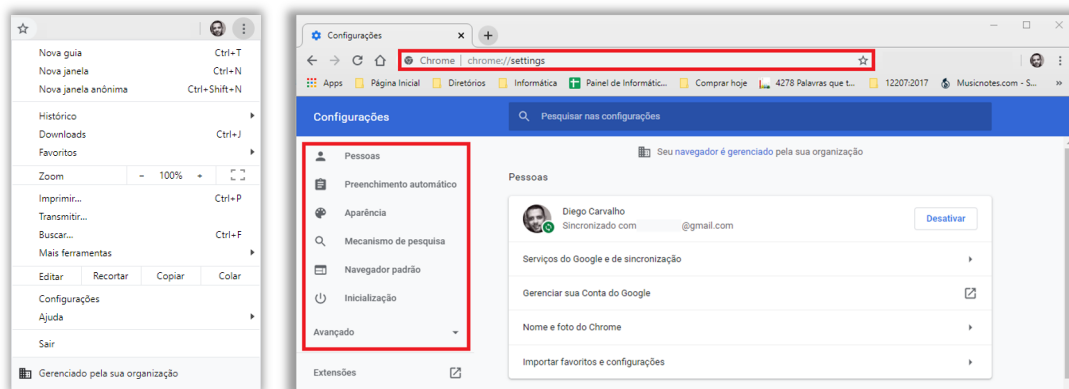 Nova guia Ctrl+T
Nova janela Ctrl+N
Nova janela anônima Ctrl+Shift+N
Histórico
Downloads Ctrl+J
Favoritos
Zoom - 100% +
Imprimir... Ctrl+P
Transmitir...
Buscar... Ctrl+F
Mais ferramentas
Editar Recortar Copiar Colar
Configurações
Ajuda
Sair
Gerenciado pela sua organização
Configurações
Chrome | chrome://settings
Apps Página Inicial Diretórios Informática Painel de Informátic... Comprar hoje 4278 Palavras que t... 12207:2017 Musicnotes.com - S... »
Configurações
Pesquisar nas configurações
Pessoas
Preenchimento automático
Aparência
Mecanismo de pesquisa
Navegador padrão
Inicialização
Avançado
Extensões
Seu navegador é gerenciado pela sua organização
Pessoas
Diego Carvalho
Sincronizado com @gmail.com
Desativar
Serviços do Google e de sincronização
Gerenciar sua Conta do Google
Nome e foto do Chrome
Importar favoritos e configurações